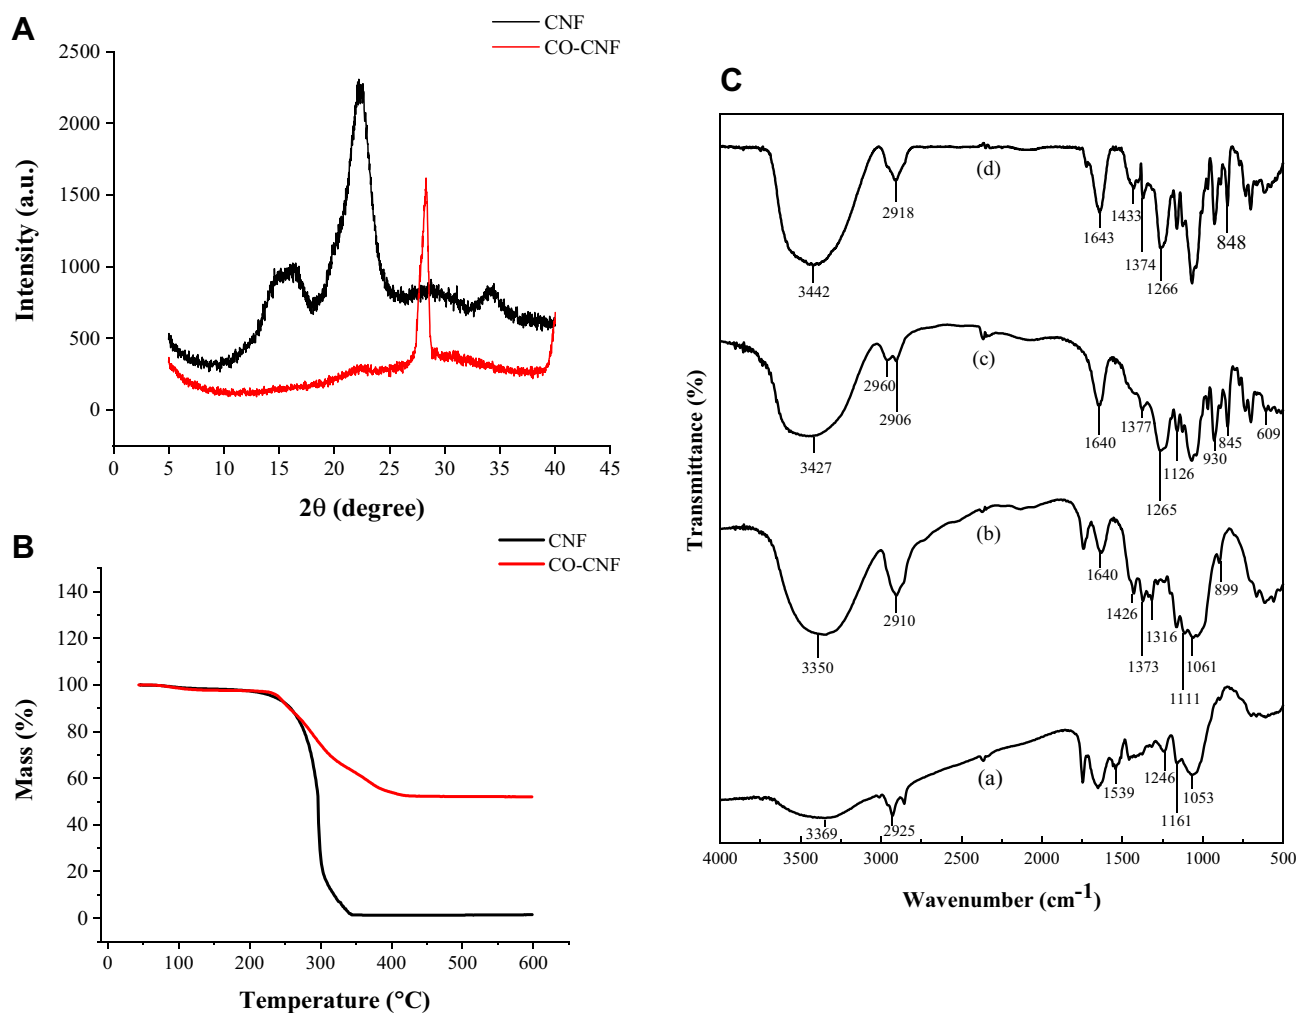 A
CNF
CO-CNF
2500
2000
1500
1000
500
0
Intensity (a.u.)
0 5 10 15 20 25 30 35 40 45
2θ (degree)
B
CNF
CO-CNF
140
120
100
80
60
40
20
0
Mass (%)
0 100 200 300 400 500 600
Temperature (°C)
C
(d)
2918
3442
1643
1433
1374
1266
848
(c)
2960
2906
3427
1640
1377
1265
1126
930
845
609
(b)
2910
3350
1640
1426
1373
1316
1111
1061
899
(a)
3369
2925
1539
1246
1161
1053
Transmittance (%)
4000 3500 3000 2500 2000 1500 1000 500
Wavenumber (cm-1)